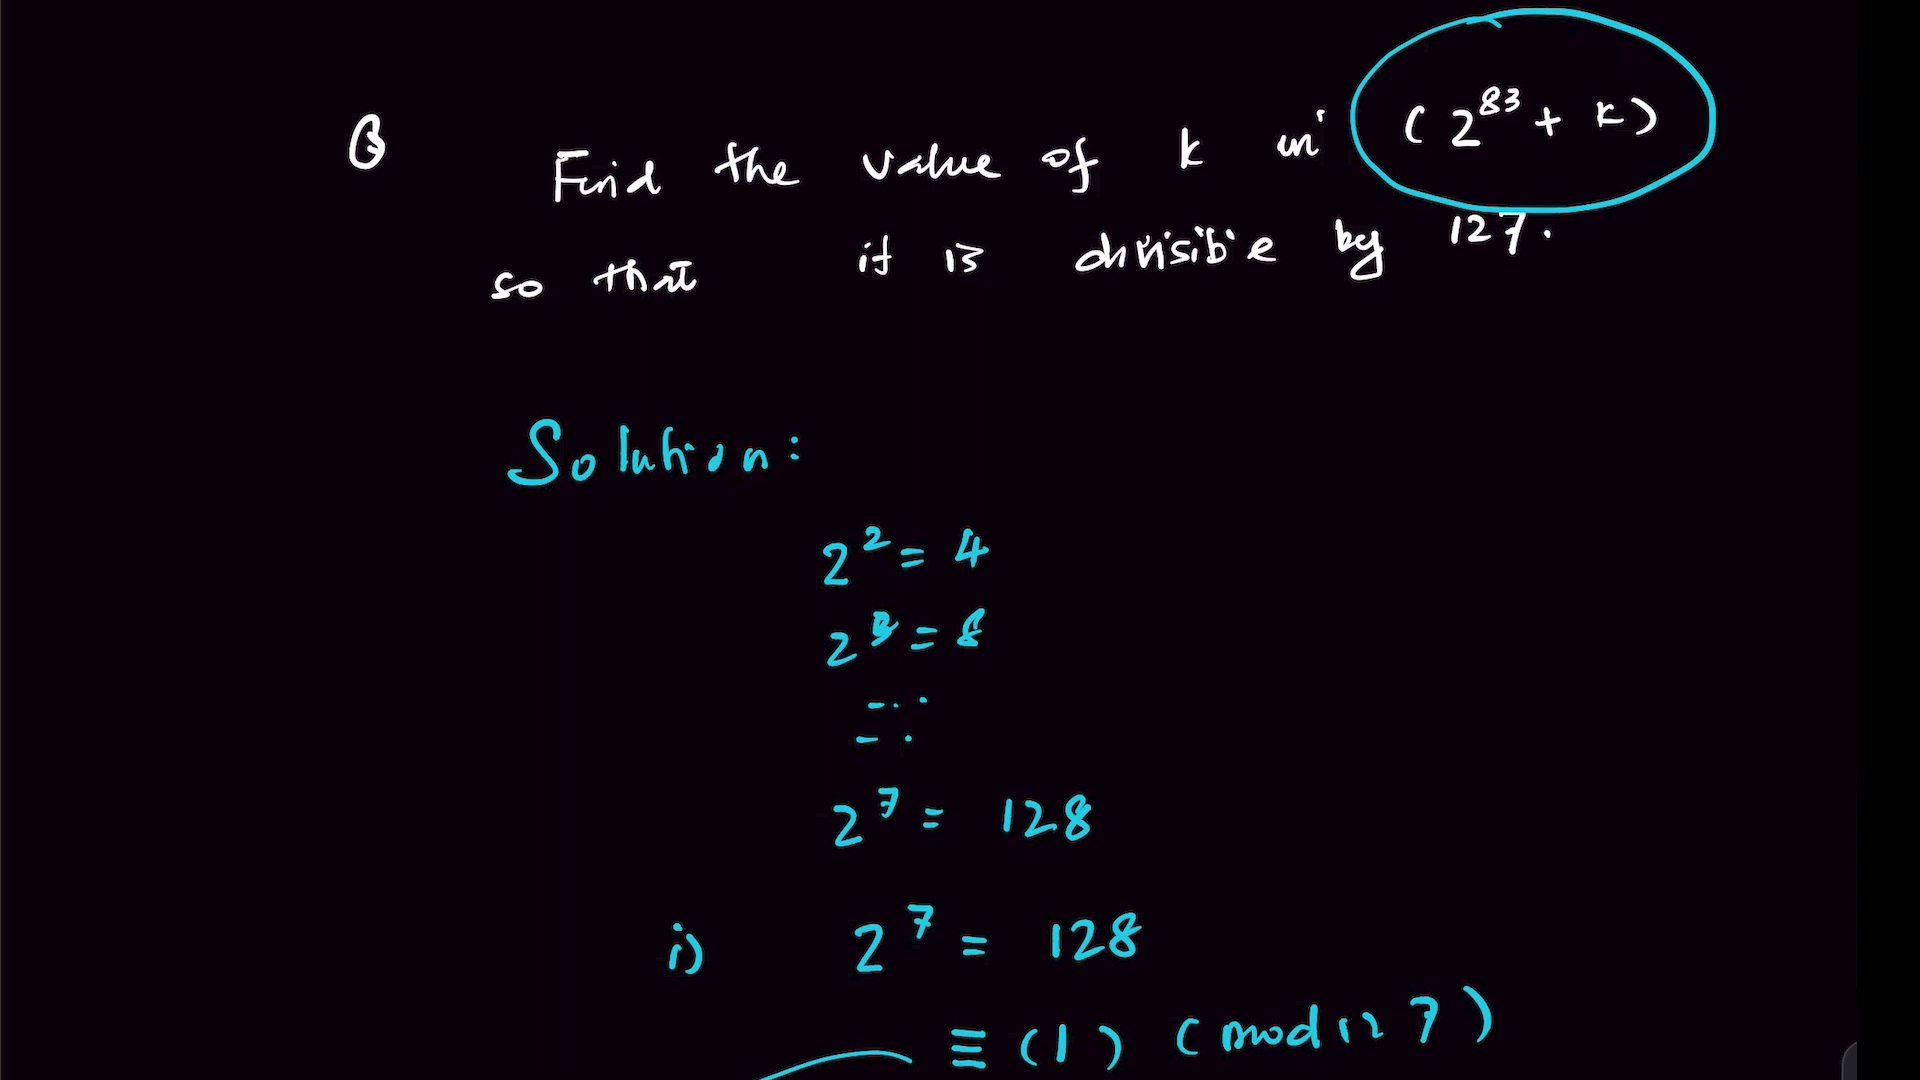 Q Find the value of k in (2^83 + k)
so that it is divisible by 127.
Solution:
2^2 = 4
2^3 = 8
2^7 = 128
i) 2^7 = 128
≡ (1) (mod 127)